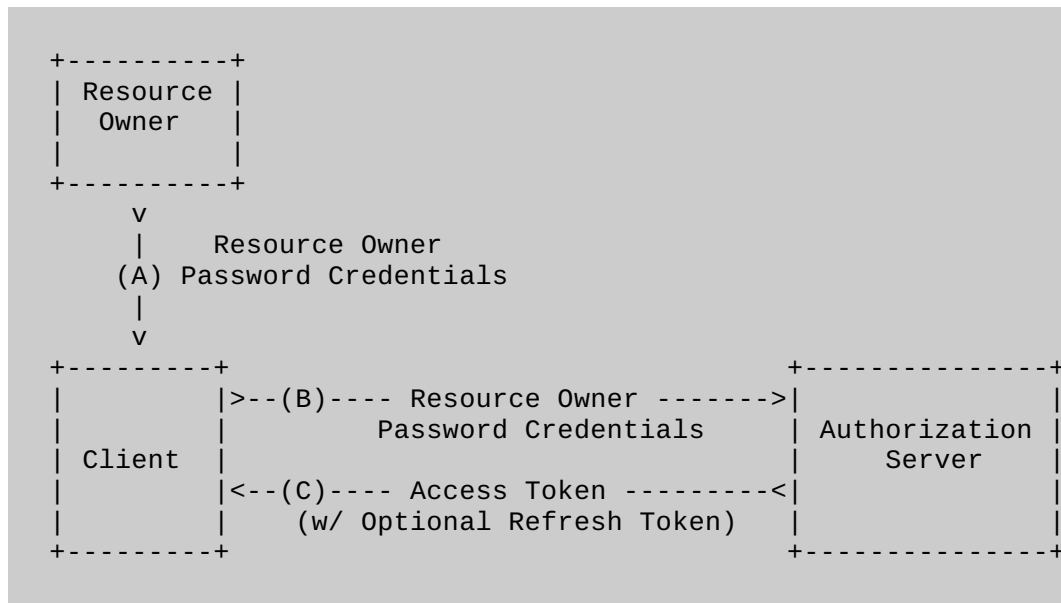 +----------+
| Resource |
|  Owner   |
|          |
+----------+
     v
     |    Resource Owner
    (A) Password Credentials
     |
     v
+---------+                                  +---------------+
|         |>--(B)---- Resource Owner ------->|               |
|         |         Password Credentials     | Authorization |
| Client  |                                  |     Server    |
|         |<--(C)---- Access Token ---------<|               |
|         |    (w/ Optional Refresh Token)   |               |
+---------+                                  +---------------+